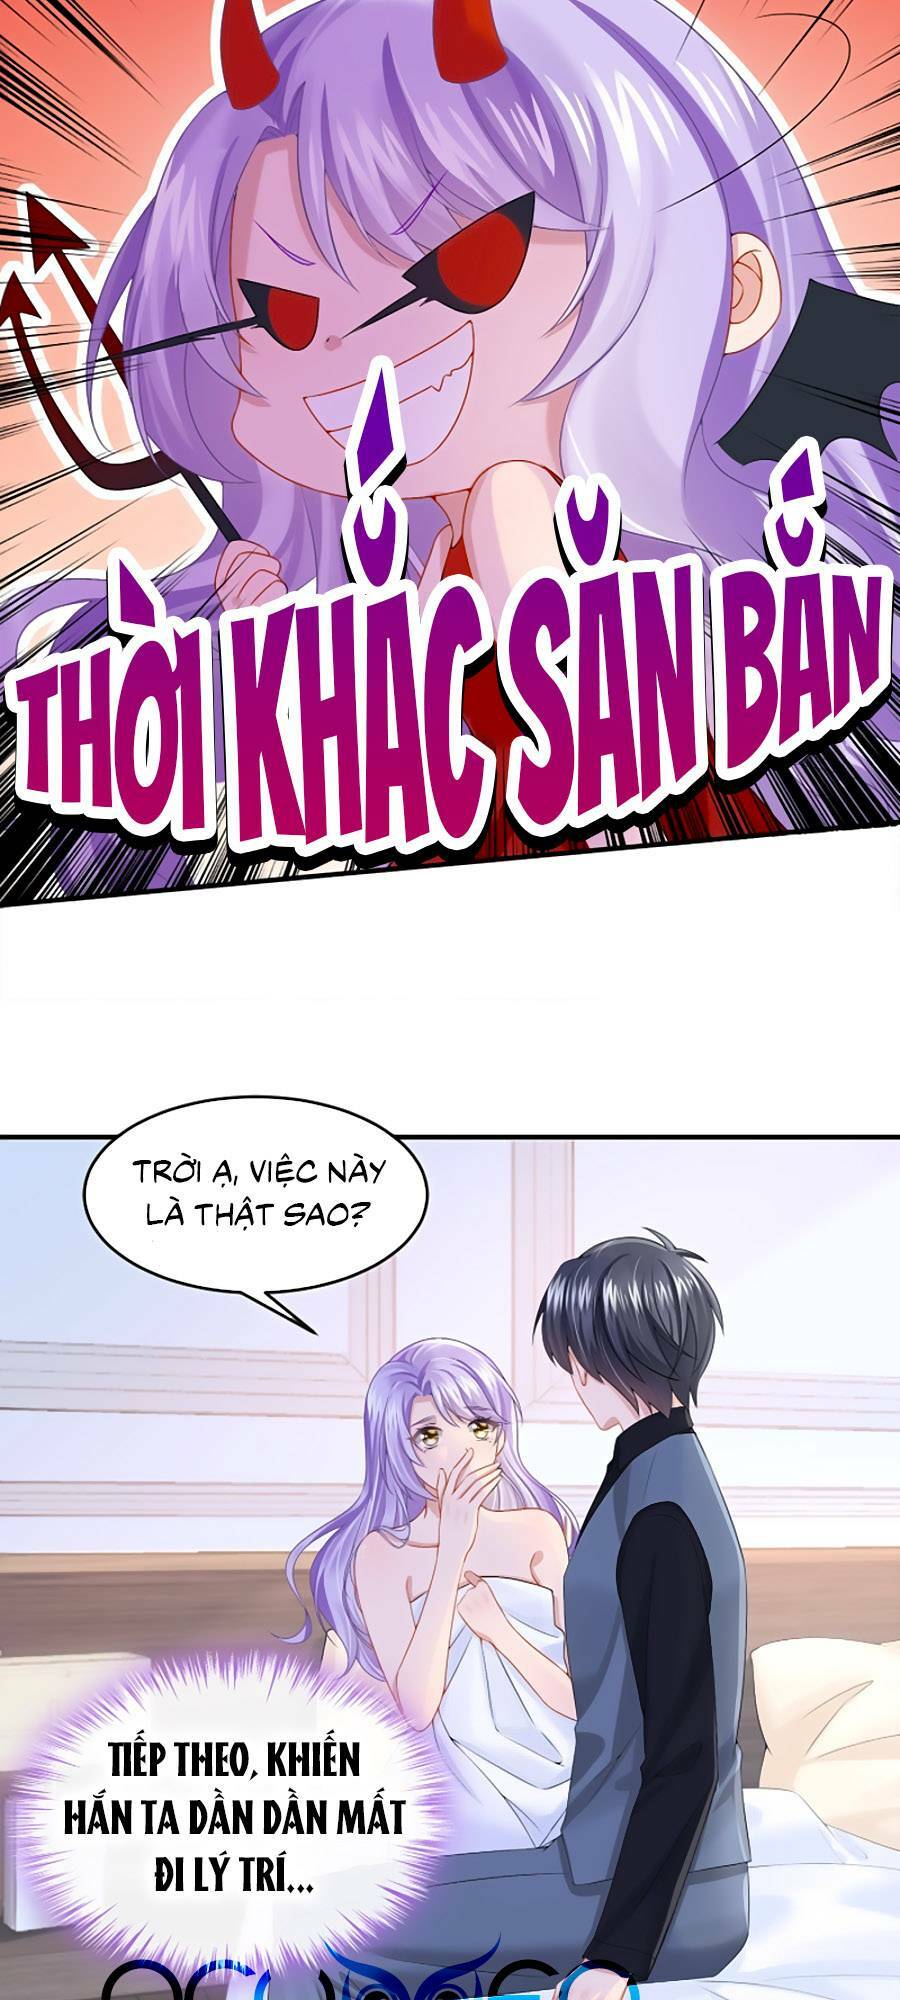 THỜI KHẮC SĂN BẮN
TRỜI Ạ, VIỆC NÀY
LÀ THẬT SAO?
TIẾP THEO, KHIẾN
HẮN TA DẦN DẦN MẤT
ĐI LÝ TRÍ...